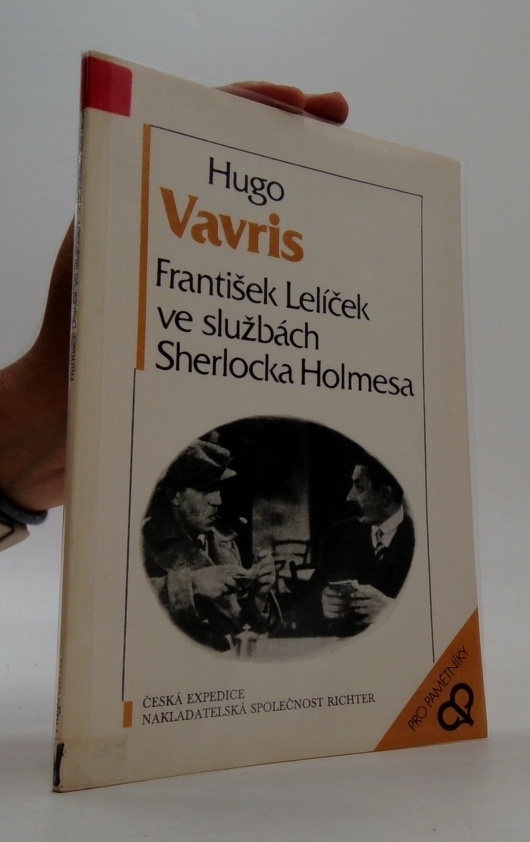 Hugo
Vavris
František Lelíček
ve službách
Sherlocka Holmesa
ČESKÁ EXPEDICE
NAKLADATELSKÁ SPOLEČNOST RICHTER
PRO PAMĚTNÍKY